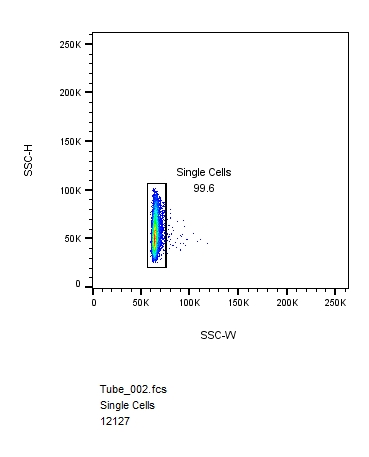 250K
200K
150K
100K
50K
0
SSC-H
Single Cells
99.6
0 50K 100K 150K 200K 250K
SSC-W
Tube_002.fcs
Single Cells
12127